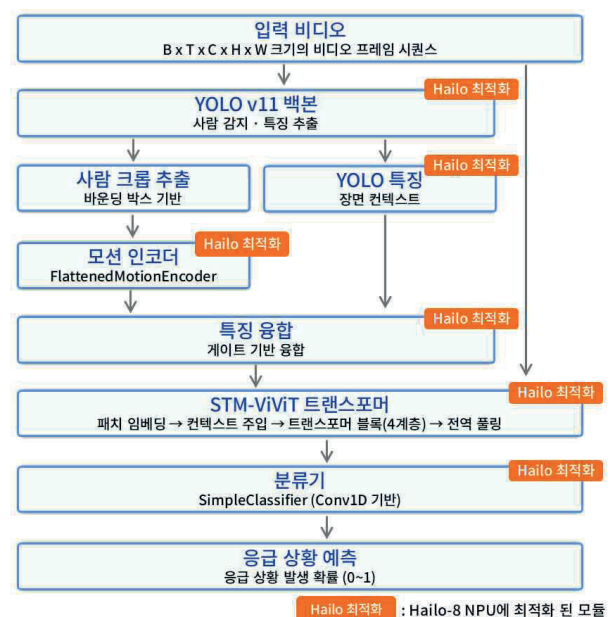 입력 비디오
B x T x C x H x W 크기의 비디오 프레임 시퀀스
Hailo 최적화
YOLO v11 백본
사람 감지 · 특징 추출
Hailo 최적화
사람 크롭 추출
바운딩 박스 기반
YOLO 특징
장면 컨텍스트
Hailo 최적화
모션 인코더
FlattenedMotionEncoder
Hailo 최적화
특징 융합
게이트 기반 융합
Hailo 최적화
STM-ViViT 트랜스포머
패치 임베딩 → 컨텍스트 주입 → 트랜스포머 블록(4계층) → 전역 풀링
Hailo 최적화
분류기
SimpleClassifier (Conv1D 기반)
응급 상황 예측
응급 상황 발생 확률 (0~1)
Hailo 최적화 : Hailo-8 NPU에 최적화 된 모듈